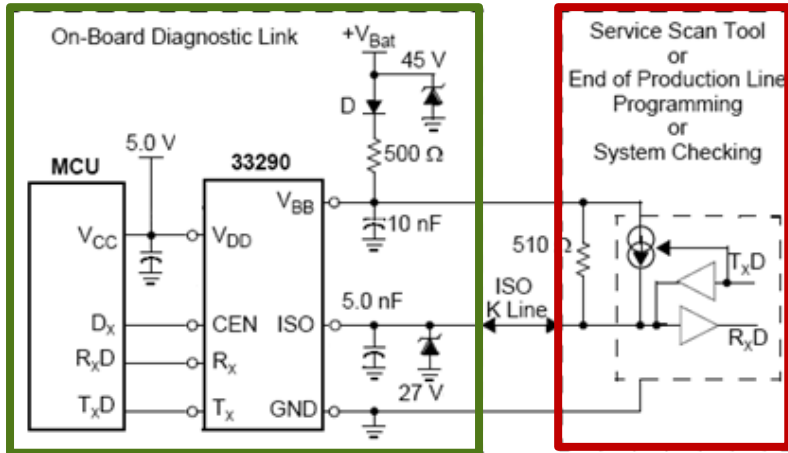 On-Board Diagnostic Link
+VBat
45 V
D
5.0 V
500 Ω
MCU
33290
VBB
VCC
VDD
10 nF
510 Ω
5.0 nF
ISO
K Line
DX
CEN
ISO
RXD
RX
27 V
TXD
TX
GND
Service Scan Tool
or
End of Production Line
Programming
or
System Checking
TXD
RXD